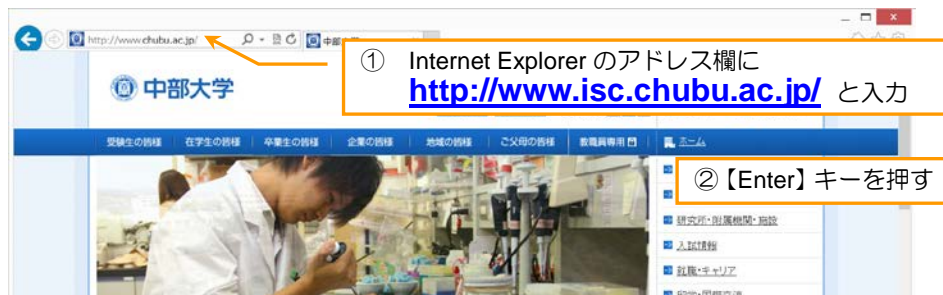 http://www.chubu.ac.jp/
① Internet Explorer のアドレス欄に
http://www.isc.chubu.ac.jp/ と入力
中部大学
受験生の皆様 在学生の皆様 卒業生の皆様 企業の皆様 地域の皆様 ご父母の皆様 教職員専用 ホーム
②【Enter】キーを押す
研究所・附属機関・施設
入試情報
就職・キャリア